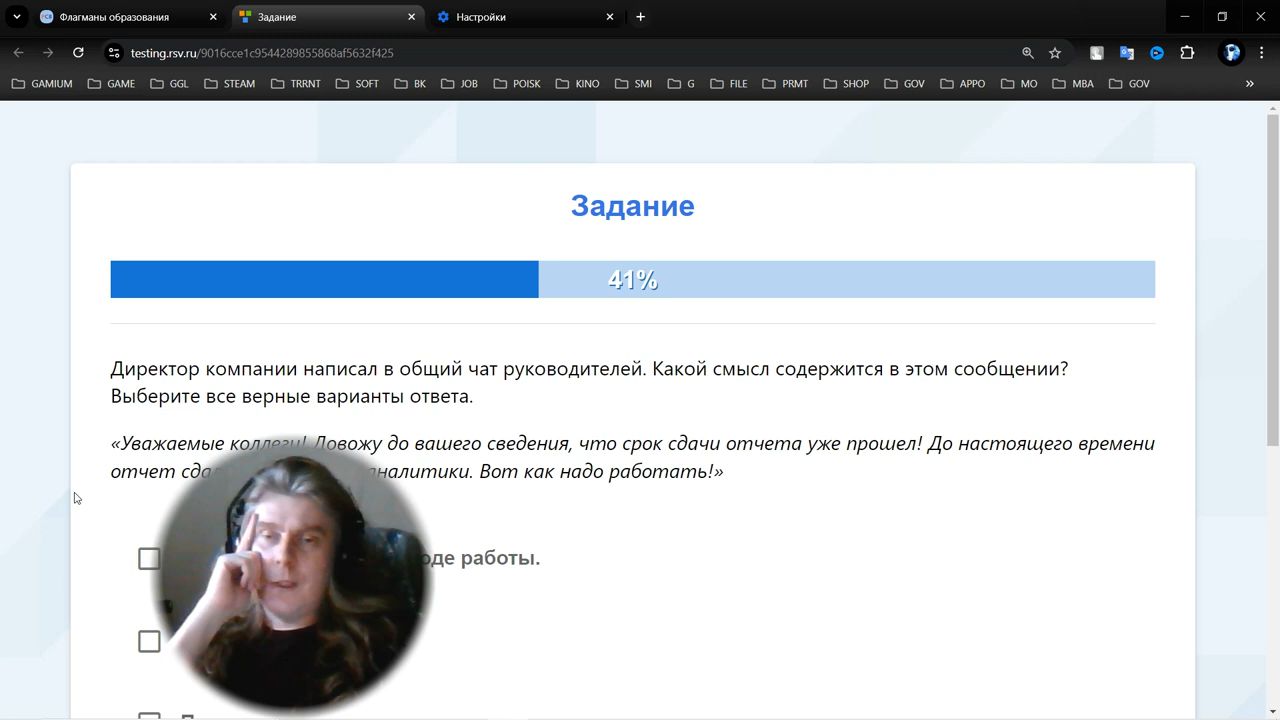 Флагманы образования
Задание
Настройки
testing.rsv.ru/9016cce1c9544289855868af5632f425
GAMIUM GAME GGL STEAM TRRNT SOFT BK JOB POISK KINO SMI G FILE PRMT SHOP GOV APPO MO MBA GOV
Задание
41%
Директор компании написал в общий чат руководителей. Какой смысл содержится в этом сообщении?
Выберите все верные варианты ответа.
«Уважаемые коллеги! Довожу до вашего сведения, что срок сдачи отчета уже прошел! До настоящего времени
отчет аналитики. Вот как надо работать!»
работы.